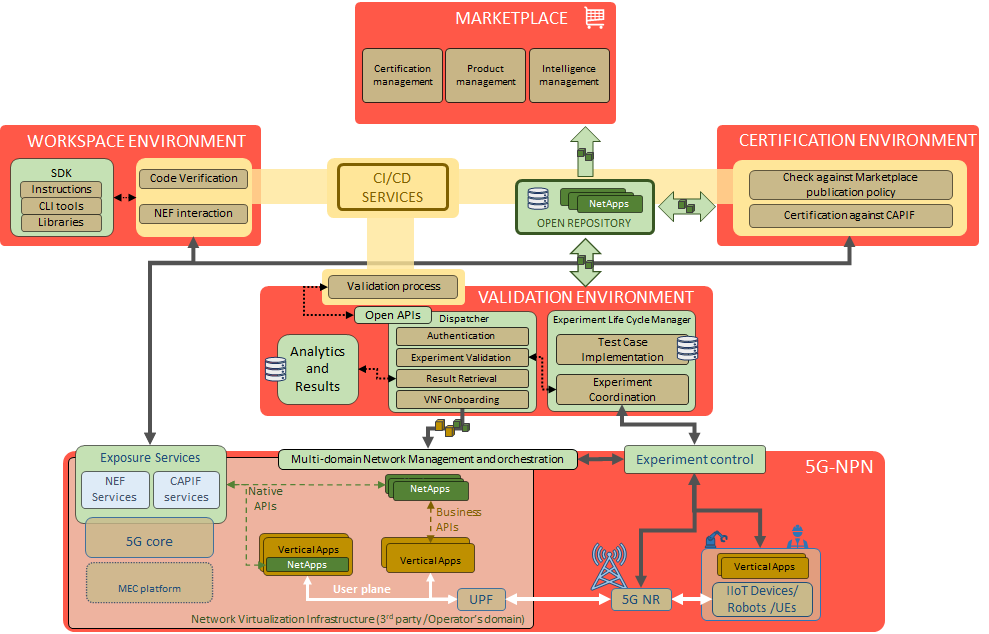 MARKETPLACE
Certification
management
Product
management
Intelligence
management
WORKSPACE ENVIRONMENT
SDK
Instructions
CLI tools
Libraries
Code Verification
NEF interaction
CI/CD
SERVICES
NetApps
OPEN REPOSITORY
CERTIFICATION ENVIRONMENT
Check against Marketplace
publication policy
Certification against CAPIF
Validation process
VALIDATION ENVIRONMENT
Open APIs
Dispatcher
Authentication
Experiment Validation
Result Retrieval
VNF Onboarding
Analytics
and
Results
Experiment Life Cycle Manager
Test Case
Implementation
Experiment
Coordination
Exposure Services
NEF
Services
CAPIF
services
5G core
MEC platform
Multi-domain Network Management and orchestration
Experiment control
5G-NPN
Native
APIs
NetApps
Business
APIs
Vertical Apps
NetApps
Vertical Apps
User plane
UPF
5G NR
Vertical Apps
IIoT Devices/
Robots /UEs
Network Virtualization Infrastructure (3rd party /Operator's domain)